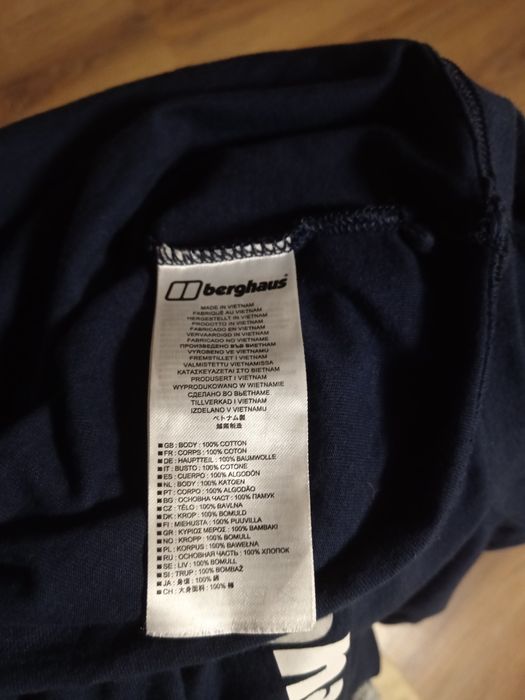 berghaus
MADE IN VIETNAM
FABRIQUÉ AU VIETNAM
HERGESTELLT IN VIETNAM
PRODOTTO IN VIETNAM
FABRICADO EN VIETNAM
VERVAARDIGD IN VIETNAM
FABRICADO NO VIETNAME
ПРОИЗВЕДЕНО ВЪВ ВИЕТНАМ
VYROBENO VE VIETNAMU
FREMSTILLET I VIETNAM
VALMISTETTU VIETNAMISSA
ΚΑΤΑΣΚΕΥΑΖΕΤΑΙ ΣΤΟ ΒΙΕΤΝΑΜ
PRODUSERT I VIETNAM
WYPRODUKOWANO W WIETNAMIE
СДЕЛАНО ВО ВЬЕТНАМЕ
TILLVERKAD I VIETNAM
IZDELANO V VIETNAMU
ベトナム製
越南制造
GB : BODY : 100% COTTON
FR : CORPS : 100% COTON
DE : HAUPTTEIL : 100% BAUMWOLLE
IT : BUSTO : 100% COTONE
ES : CUERPO : 100% ALGODÓN
NL : BODY : 100% KATOEN
PT : CORPO : 100% ALGODÃO
BG : ОСНОВНА ЧАСТ : 100% ПАМУК
CZ : TĚLO : 100% BAVLNA
DK : KROP : 100% BOMULD
FI : MIEHUSTA : 100% PUUVILLA
GR : ΚΥΡΙΟΣ ΜΕΡΟΣ : 100% ΒΑΜΒΑΚΙ
NO : KROPP : 100% BOMULL
PL : KORPUS : 100% BAWEŁNA
RU : ОСНОВНАЯ ЧАСТЬ : 100% ХЛОПОК
SE : LIV : 100% BOMULL
SI : TRUP : 100% BOMBAŽ
JA : 身頃 : 100% 綿
CH : 大身面料 : 100% 棉